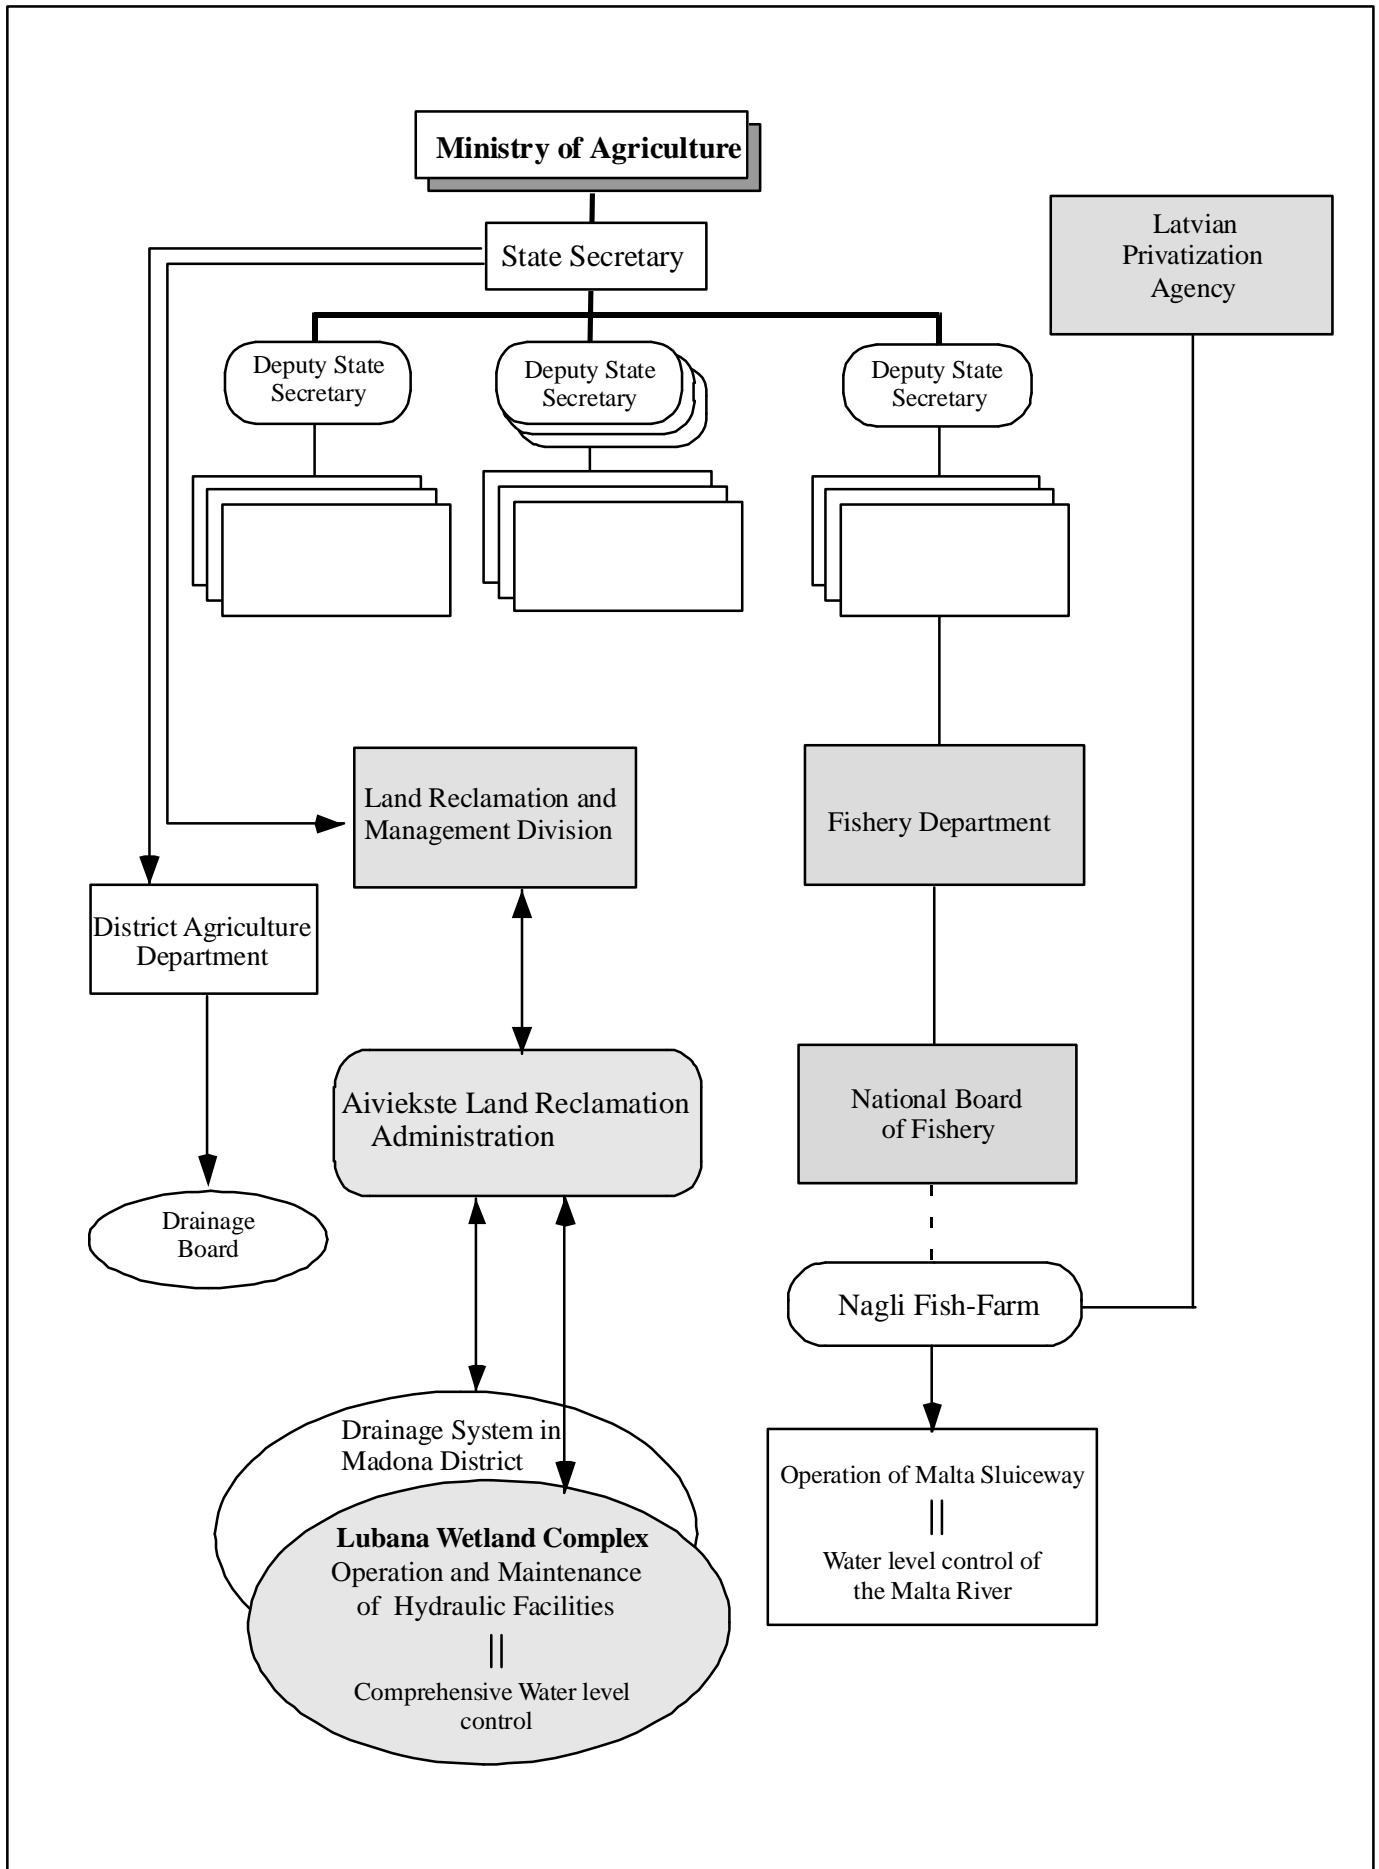 Ministry of Agriculture
State Secretary
Latvian
Privatization
Agency
Deputy State
Secretary
Deputy State
Secretary
Deputy State
Secretary
Land Reclamation and
Management Division
Fishery Department
District Agriculture
Department
Aiviekste Land Reclamation
Administration
National Board
of Fishery
Drainage
Board
Nagli Fish-Farm
Drainage System in
Madona District
Operation of Malta Sluiceway
||
Water level control of
the Malta River
Lubana Wetland Complex
Operation and Maintenance
of Hydraulic Facilities
||
Comprehensive Water level
control